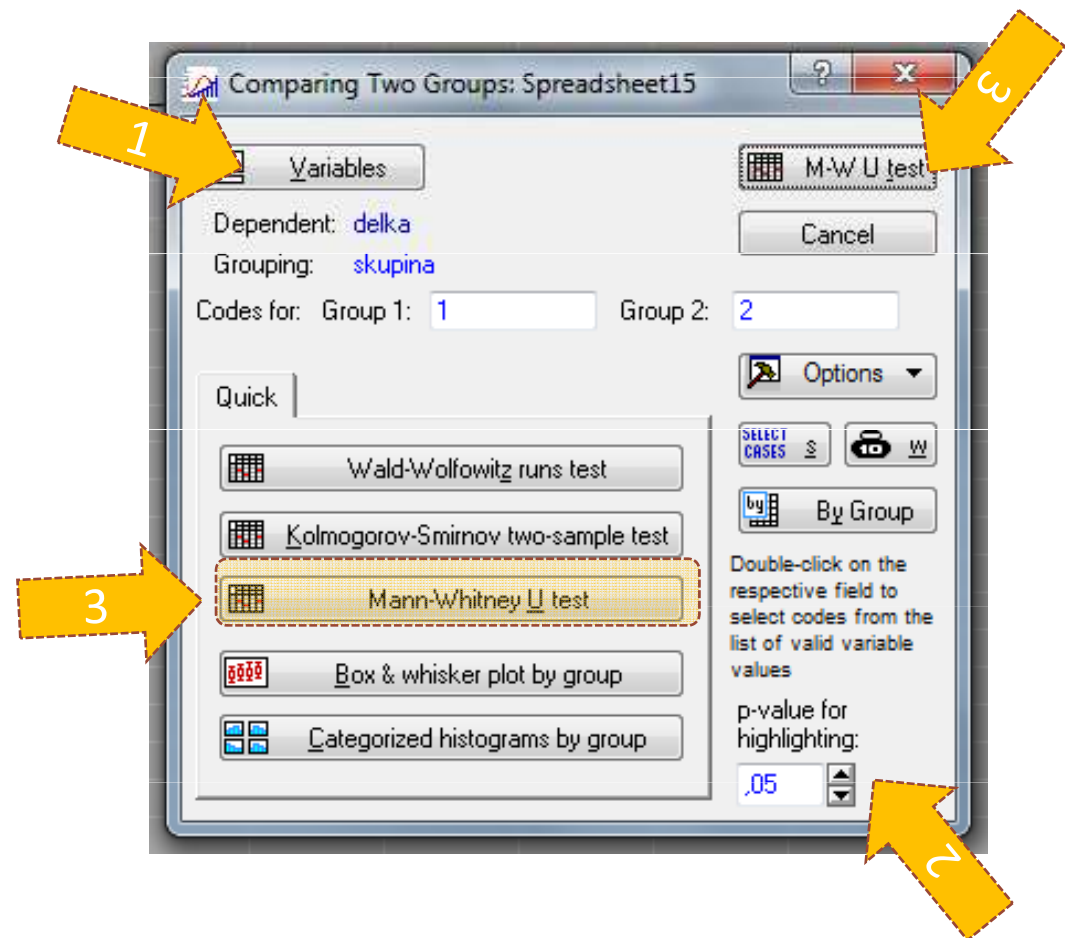 Comparing Two Groups: Spreadsheet15
?
3
1
Variables
M-W U test
Dependent: delka
Cancel
Grouping: skupina
Codes for: Group 1: 1 Group 2: 2
Options
Quick
SELECT
CASES S
10 W
Wald-Wolfowitz runs test
By Group
by
Kolmogorov-Smirnov two-sample test
Double-click on the
respective field to
select codes from the
list of valid variable
values
3
Mann-Whitney U test
Box & whisker plot by group
p-value for
highlighting:
Categorized histograms by group
,05
2